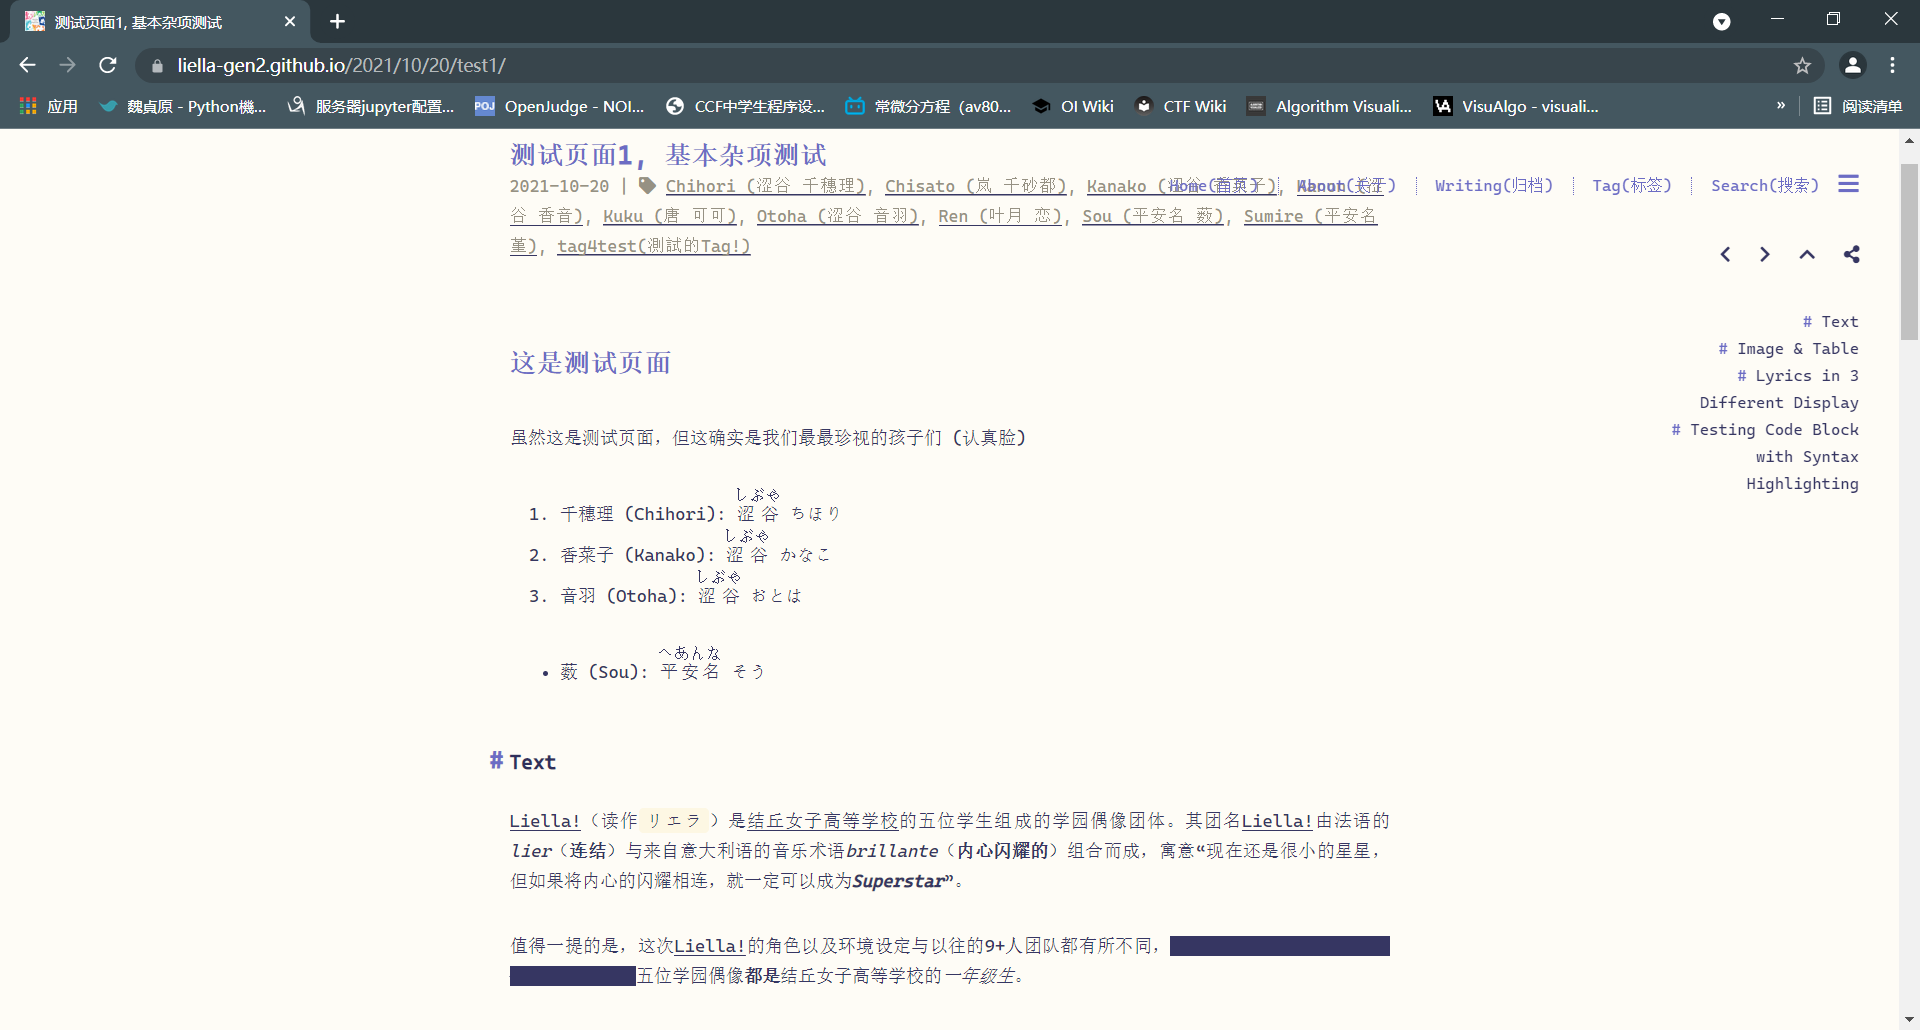 测试页面1, 基本杂项测试
liella-gen2.github.io/2021/10/20/test1/
应用
魏貞原 - Python機...
服务器jupyter配置...
POJ OpenJudge - NOI...
CCF中学生程序设...
常微分方程（av80...
OI Wiki
CTF Wiki
Algorithm Visuali...
VisuAlgo - visuali...
»
阅读清单
测试页面1, 基本杂项测试
2021-10-20 | Chihori (涩谷 千穗理), Chisato (岚 千砂都), Kanako (涩谷 香菜子),
谷 香音), Kuku (唐 可可), Otoha (涩谷 音羽), Ren (叶月 恋), Sou (平安名 薮), Sumire (平安名
堇), tag4test(測試的Tag!)
Home(首页) About(关于) Writing(归档) Tag(标签) Search(搜索)
# Text
# Image & Table
# Lyrics in 3
Different Display
# Testing Code Block
with Syntax
Highlighting
这是测试页面
虽然这是测试页面，但这确实是我们最最珍视的孩子们 (认真脸)
しぶや
1. 千穗理 (Chihori): 涩谷 ちほり
しぶや
2. 香菜子 (Kanako): 涩谷 かなこ
しぶや
3. 音羽 (Otoha): 涩谷 おとは
へあんな
• 薮 (Sou): 平安名 そう
# Text
Liella!（读作 リエラ ）是结丘女子高等学校的五位学生组成的学园偶像团体。其团名Liella!由法语的
lier（连结）与来自意大利语的音乐术语brillante（内心闪耀的）组合而成，寓意“现在还是很小的星星，
但如果将内心的闪耀相连，就一定可以成为Superstar”。
值得一提的是，这次Liella!的角色以及环境设定与以往的9+人团队都有所不同，
五位学园偶像都是结丘女子高等学校的一年级生。